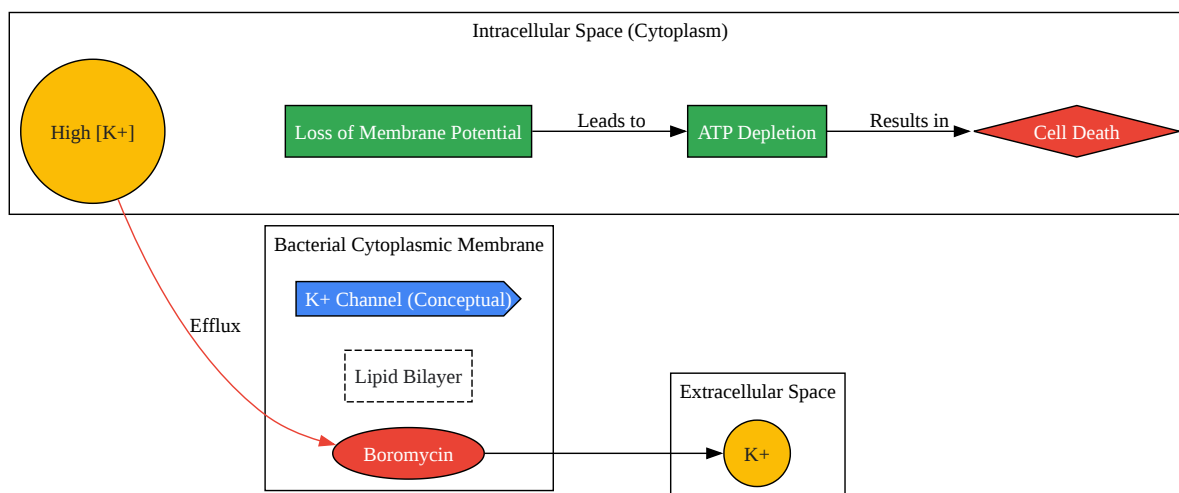 Intracellular Space (Cytoplasm)
High [K+]
Loss of Membrane Potential
Leads to
ATP Depletion
Results in
Cell Death
Efflux
Bacterial Cytoplasmic Membrane
K+ Channel (Conceptual)
Lipid Bilayer
Boromycin
Extracellular Space
K+